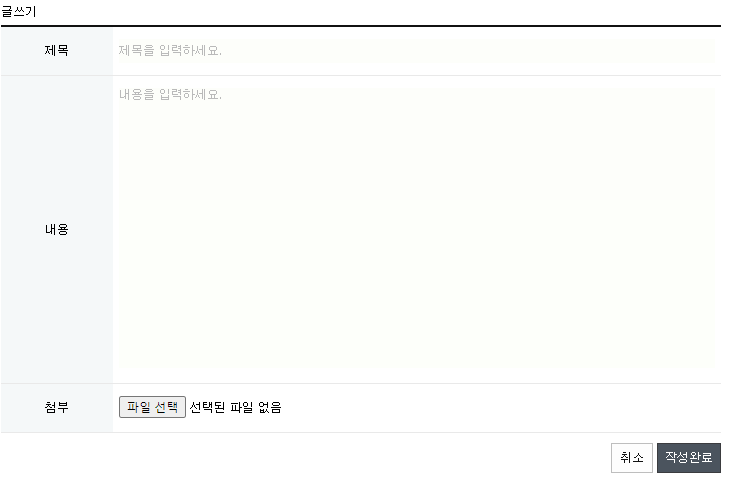 글쓰기
제목 제목을 입력하세요.
내용을 입력하세요.
내용
첨부 파일 선택 선택된 파일 없음
취소 작성완료